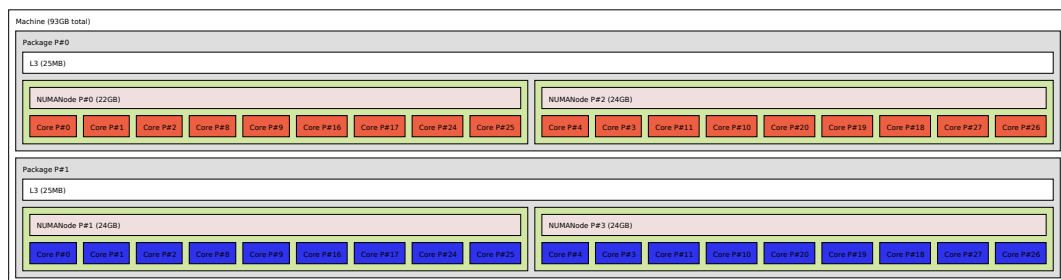 Machine (93GB total)
Package P#0
L3 (25MB)
NUMANode P#0 (22GB)
NUMANode P#2 (24GB)
Core P#0 Core P#1 Core P#2 Core P#8 Core P#9 Core P#16 Core P#17 Core P#24 Core P#25
Core P#4 Core P#3 Core P#11 Core P#10 Core P#20 Core P#19 Core P#18 Core P#27 Core P#26
Package P#1
L3 (25MB)
NUMANode P#1 (24GB)
NUMANode P#3 (24GB)
Core P#0 Core P#1 Core P#2 Core P#8 Core P#9 Core P#16 Core P#17 Core P#24 Core P#25
Core P#4 Core P#3 Core P#11 Core P#10 Core P#20 Core P#19 Core P#18 Core P#27 Core P#26